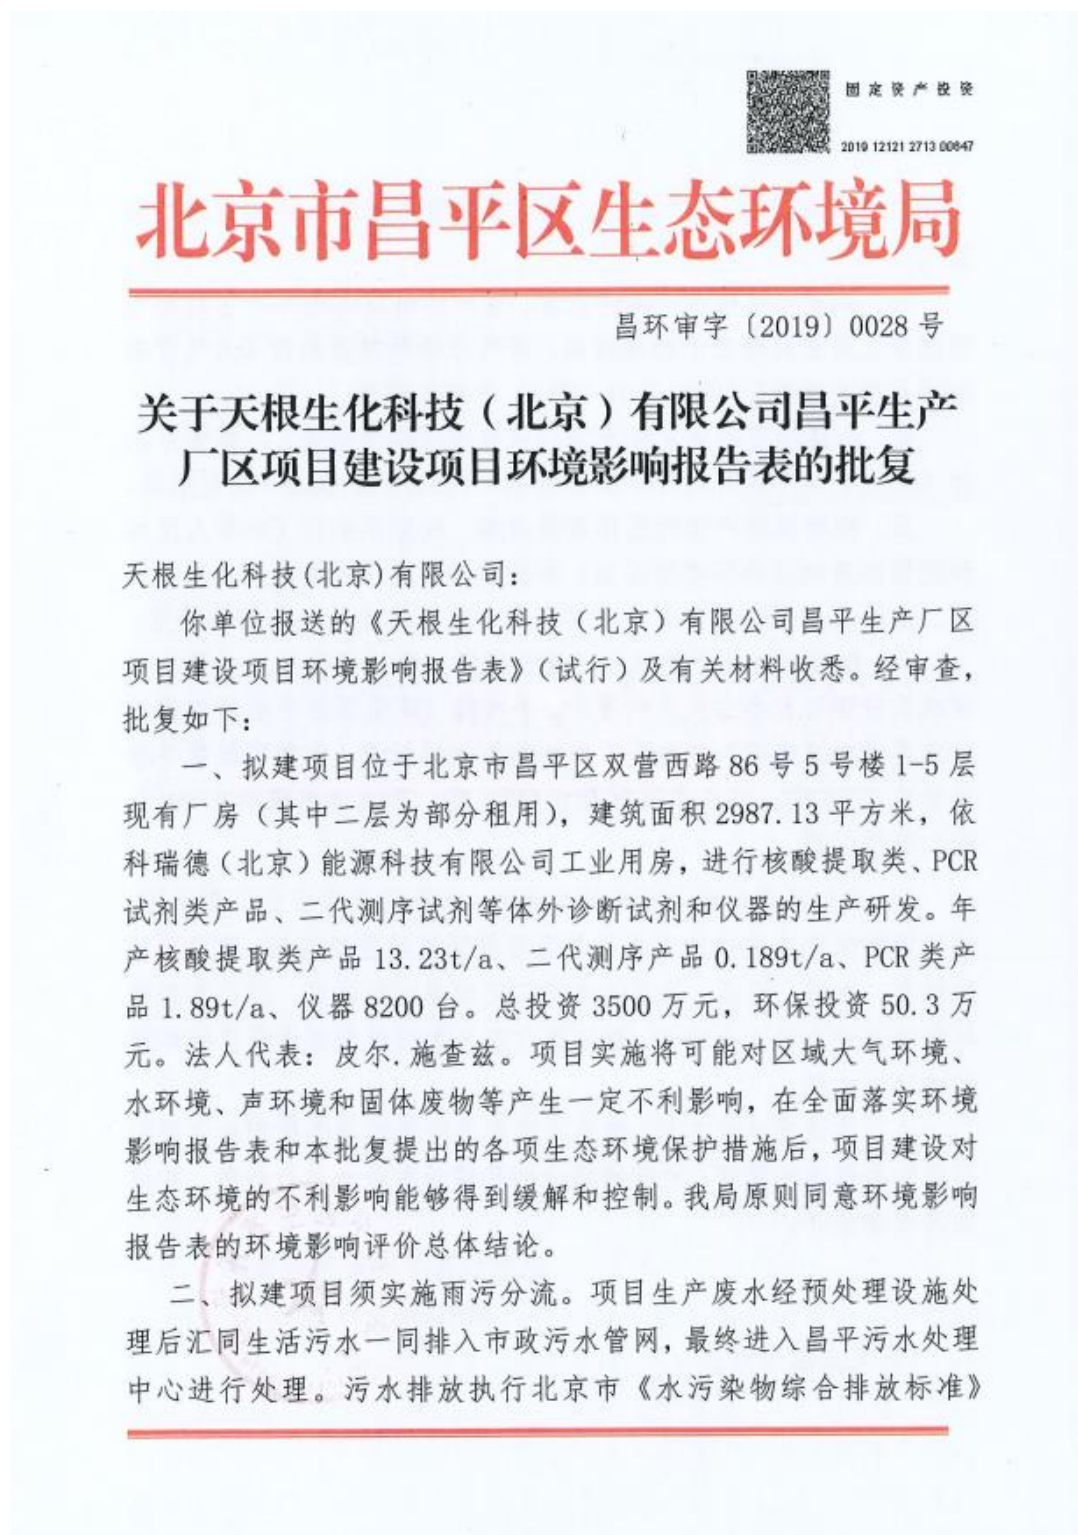 固定资产投资
2019 12121 2713 00647
北京市昌平区生态环境局
昌环审字〔2019〕0028号
关于天根生化科技（北京）有限公司昌平生产
厂区项目建设项目环境影响报告表的批复
天根生化科技(北京)有限公司：
你单位报送的《天根生化科技（北京）有限公司昌平生产厂区
项目建设项目环境影响报告表》（试行）及有关材料收悉。经审查，
批复如下：
一、拟建项目位于北京市昌平区双营西路86号5号楼1-5层
现有厂房（其中二层为部分租用），建筑面积2987.13平方米，依
科瑞德（北京）能源科技有限公司工业用房，进行核酸提取类、PCR
试剂类产品、二代测序试剂等体外诊断试剂和仪器的生产研发。年
产核酸提取类产品13.23t/a、二代测序产品0.189t/a、PCR类产
品1.89t/a、仪器8200台。总投资3500万元，环保投资50.3万
元。法人代表：皮尔.施查兹。项目实施将可能对区域大气环境、
水环境、声环境和固体废物等产生一定不利影响，在全面落实环境
影响报告表和本批复提出的各项生态环境保护措施后，项目建设对
生态环境的不利影响能够得到缓解和控制。我局原则同意环境影响
报告表的环境影响评价总体结论。
二、拟建项目须实施雨污分流。项目生产废水经预处理设施处
理后汇同生活污水一同排入市政污水管网，最终进入昌平污水处理
中心进行处理。污水排放执行北京市《水污染物综合排放标准》